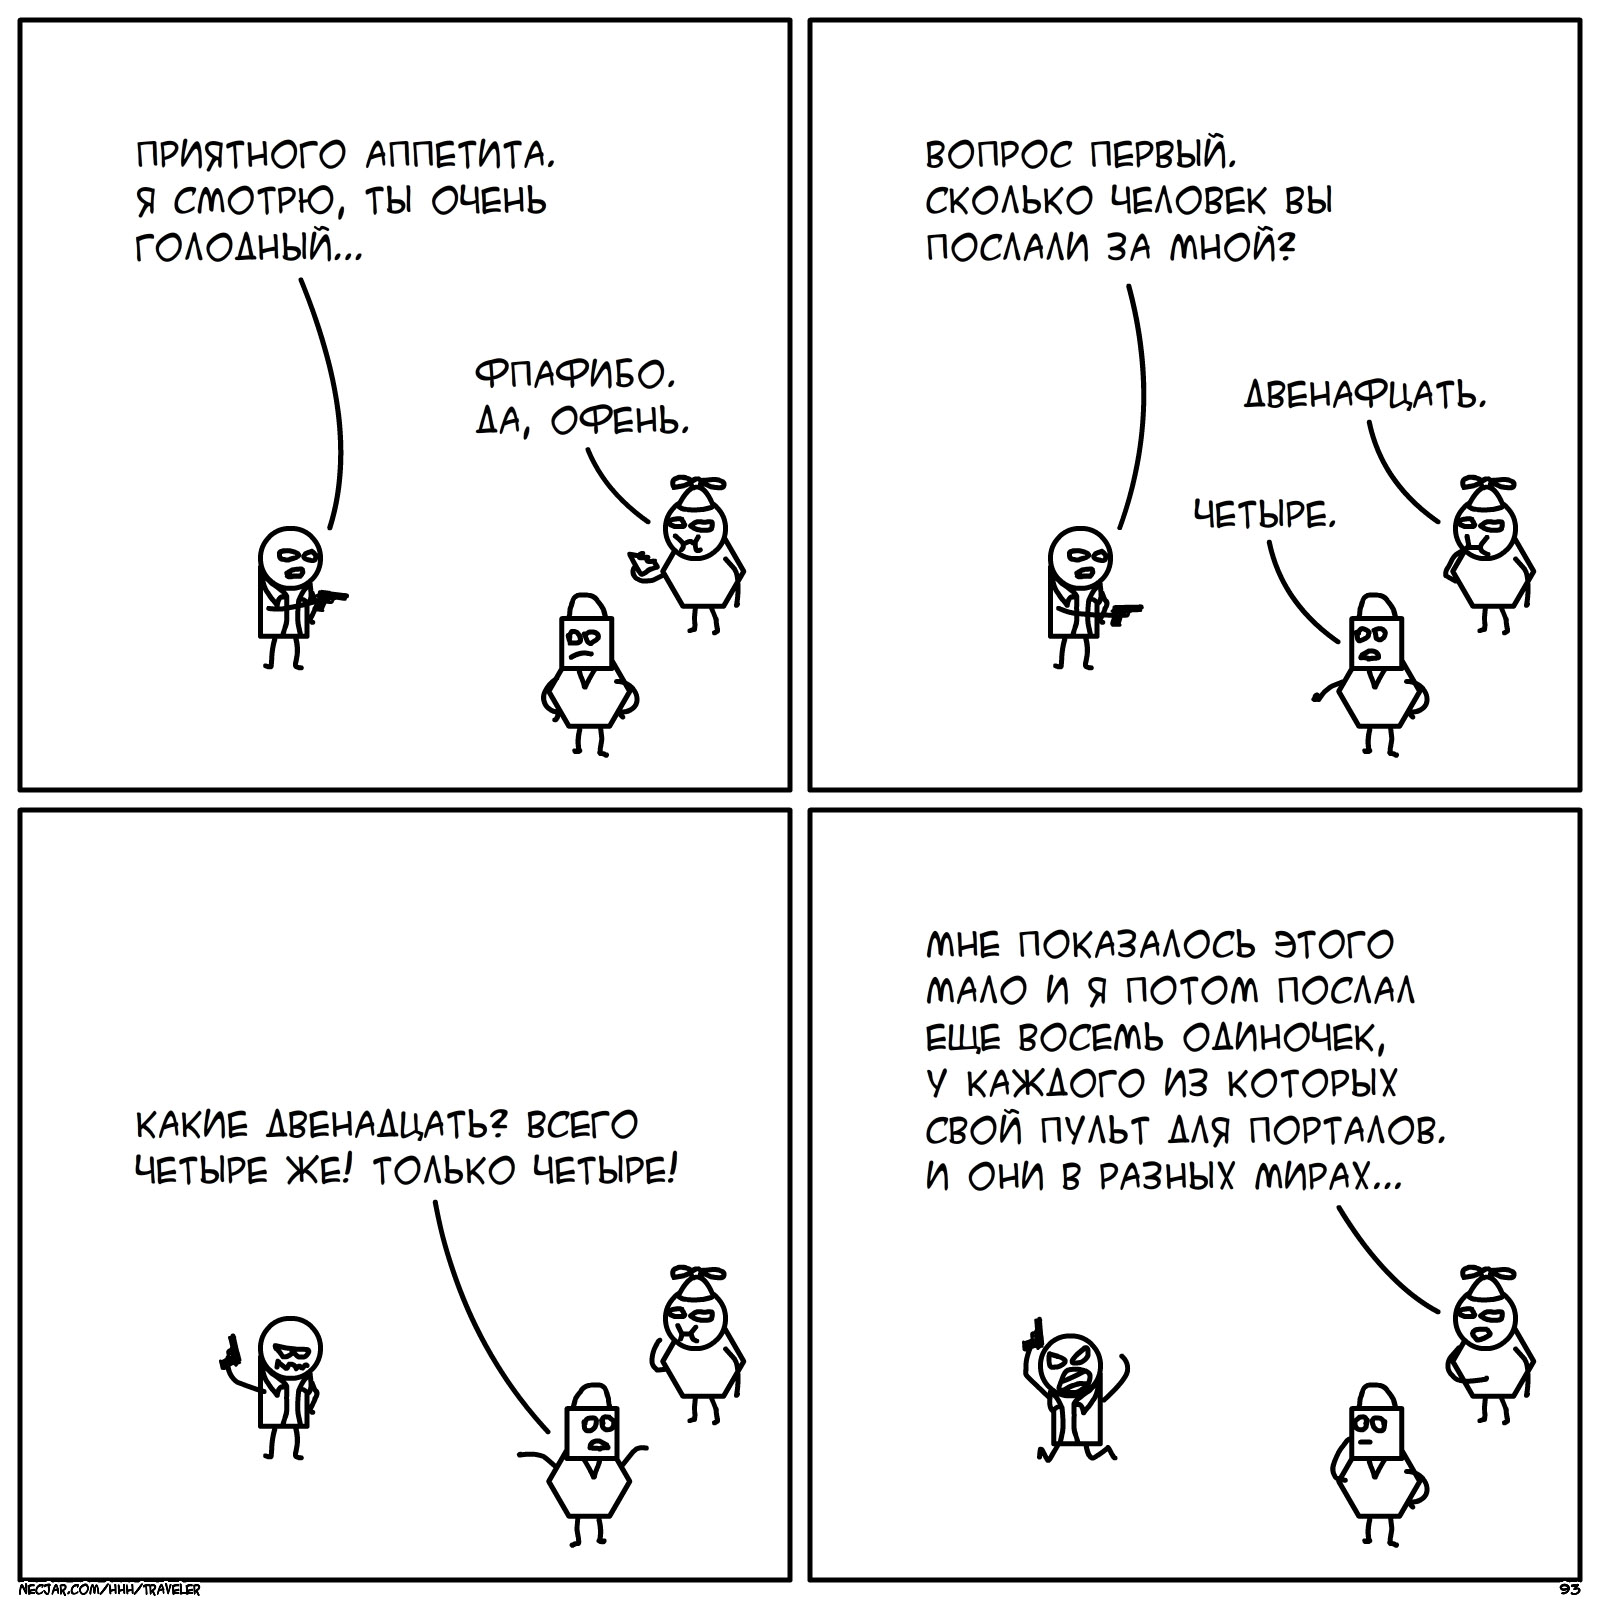 ПРИЯТНОГО АППЕТИТА.
Я СМОТРЮ, ТЫ ОЧЕНЬ
ГОЛОДНЫЙ...
ФПАФИБО.
ДА, ОФЕНЬ.
ВОПРОС ПЕРВЫЙ.
СКОЛЬКО ЧЕЛОВЕК ВЫ
ПОСЛАЛИ ЗА МНОЙ?
ДВЕНАФЦАТЬ.
ЧЕТЫРЕ.
КАКИЕ ДВЕНАДЦАТЬ? ВСЕГО
ЧЕТЫРЕ ЖЕ! ТОЛЬКО ЧЕТЫРЕ!
МНЕ ПОКАЗАЛОСЬ ЭТОГО
МАЛО И Я ПОТОМ ПОСЛАЛ
ЕЩЕ ВОСЕМЬ ОДИНОЧЕК,
У КАЖДОГО ИЗ КОТОРЫХ
СВОЙ ПУЛЬТ ДЛЯ ПОРТАЛОВ.
И ОНИ В РАЗНЫХ МИРАХ...
NECJAR.COM/HHH/TRAVELER
93